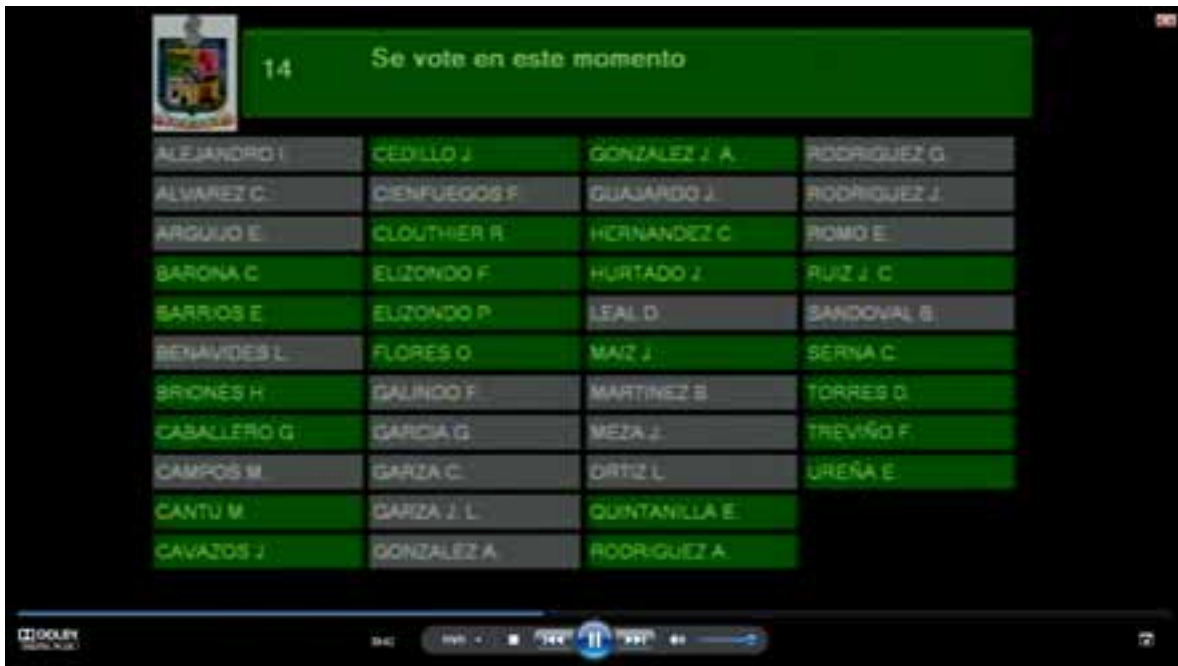 14
Se vote en este momento
ALEJANDRO I.
ALVAREZ C.
ARGUIJO E.
BARONA C.
BARRIOS E.
BENAVIDES L.
BRIONES H.
CABALLERO G.
CAMPOS M.
CANTU M.
CAVAZOS J.
CEDILLO J.
CIENFUEGOS F.
CLOUTHIER R.
ELIZONDO F.
ELIZONDO P.
FLORES O.
GALINDO F.
GARCIA G.
GARZA C.
GARZA J. L.
GONZALEZ A.
GONZALEZ J. A.
GUAJARDO J.
HERNANDEZ C.
HURTADO J.
LEAL D.
MAIZ J.
MARTINEZ B.
MEZA J.
ORTIZ L.
QUINTANILLA E.
RODRIGUEZ A.
RODRIGUEZ G.
RODRIGUEZ J.
ROMO E.
RUIZ J. C.
SANDOVAL B.
SERNA C.
TORRES D.
TREVIÑO F.
UREÑA E.
DOLBY
DVD